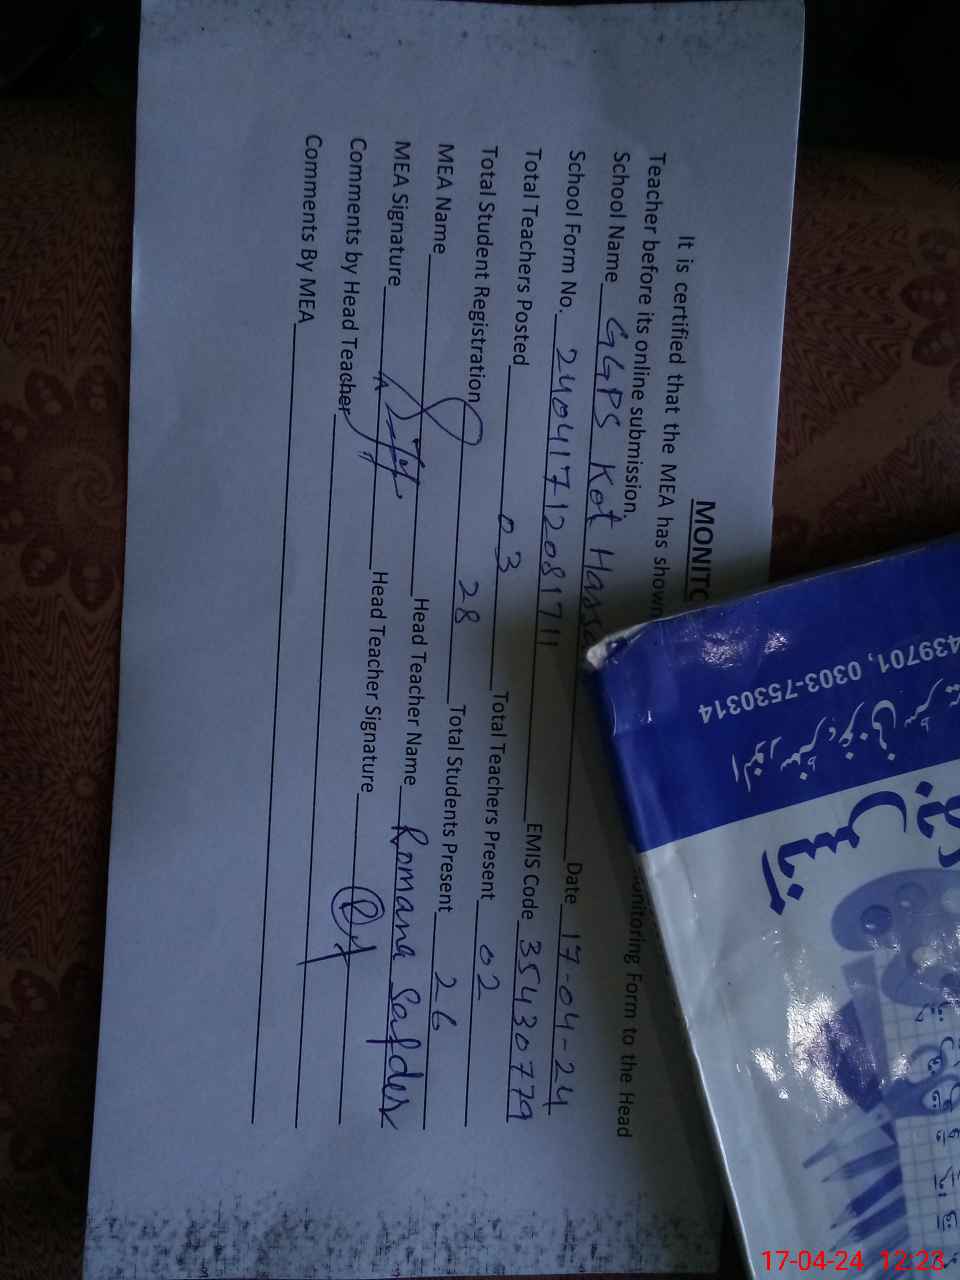 MONITO
It is certified that the MEA has shown
onitoring Form to the Head
Teacher before its online submission.
School Name GGPS Kot Hass Date 17-04-24
School Form No. 24041712081711 EMIS Code 35430779
Total Teachers Posted 03 Total Teachers Present 02
Total Student Registration 28 Total Students Present 26
MEA Name Head Teacher Name Romana Safder
MEA Signature Head Teacher Signature
Comments by Head Teacher
Comments By MEA
439701, 0303-7530314
17-04-24 12:23